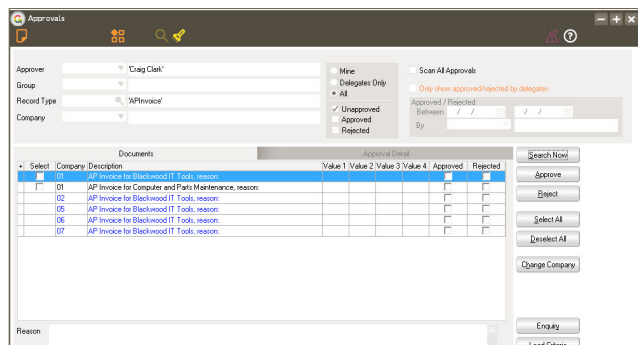 Approvals
Approver 'Craig Clark'
Group
Record Type 'APInvoice'
Company
Mine
Delegates Only
All
Unapproved
Approved
Rejected
Scan All Approvals
Only show approved/rejected by delegates
Approved / Rejected
Between / / / /
By
Documents Approval Detail
+ Select Company Description Value 1 Value 2 Value 3 Value 4 Approved Rejected
01 AP Invoice for Blackwood IT Tools, reason:
01 AP Invoice for Computer and Parts Maintenance, reason:
02 AP Invoice for Blackwood IT Tools, reason:
05 AP Invoice for Blackwood IT Tools, reason:
06 AP Invoice for Blackwood IT Tools, reason:
07 AP Invoice for Blackwood IT Tools, reason:
Search Now
Approve
Reject
Select All
Deselect All
Change Company
Enquiry
Load Criteria
Reason